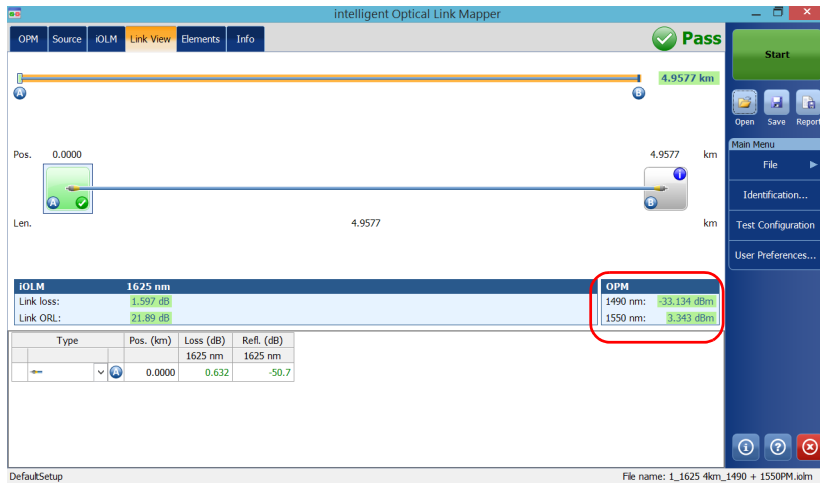 intelligent Optical Link Mapper
OPM Source iOLM Link View Elements Info
Pass
Start
4.9577 km
A B
Open Save Report
Main Menu
Pos. 0.0000 4.9577 km
File
i
A B
Identification...
Len. 4.9577 km
Test Configuration
User Preferences...
iOLM 1625 nm OPM
Link loss: 1.597 dB 1490 nm: -33.134 dBm
Link ORL: 21.89 dB 1550 nm: 3.343 dBm
Type Pos. (km) Loss (dB) Refl. (dB)
1625 nm 1625 nm
A 0.0000 0.632 -50.7
i ?
DefaultSetup File name: 1_1625 4km_1490 + 1550PM.iolm